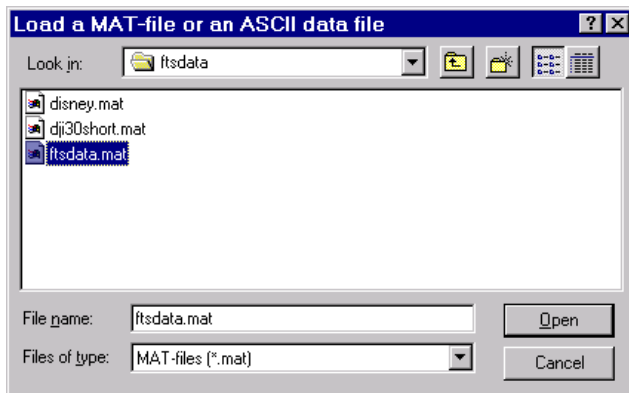 Load a MAT-file or an ASCII data file
Look in: ftsdata
disney.mat
dji30short.mat
ftsdata.mat
File name: ftsdata.mat Open
Files of type: MAT-files (*.mat) Cancel